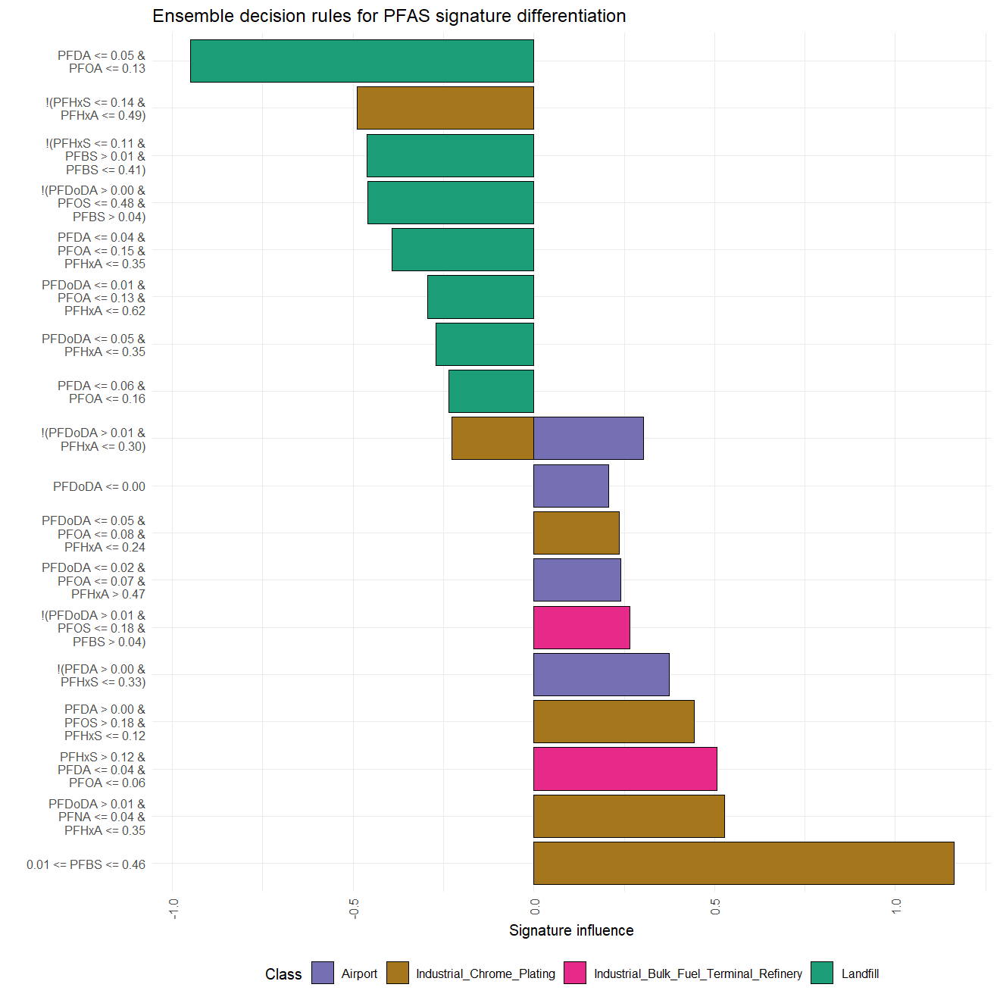 Ensemble decision rules for PFAS signature differentiation
PFDA <= 0.05 &
PFOA <= 0.13
!(PFHxS <= 0.14 &
PFHxA <= 0.49)
!(PFHxS <= 0.11 &
PFBS > 0.01 &
PFBS <= 0.41)
!(PFDoDA > 0.00 &
PFOS <= 0.48 &
PFBS > 0.04)
PFDA <= 0.04 &
PFOA <= 0.15 &
PFHxA <= 0.35
PFDoDA <= 0.01 &
PFOA <= 0.13 &
PFHxA <= 0.62
PFDoDA <= 0.05 &
PFHxA <= 0.35
PFDA <= 0.06 &
PFOA <= 0.16
!(PFDoDA > 0.01 &
PFHxA <= 0.30)
PFDoDA <= 0.00
PFDoDA <= 0.05 &
PFOA <= 0.08 &
PFHxA <= 0.24
PFDoDA <= 0.02 &
PFOA <= 0.07 &
PFHxA > 0.47
!(PFDoDA > 0.01 &
PFOS <= 0.18 &
PFBS > 0.04)
!(PFDA > 0.00 &
PFHxS <= 0.33)
PFDA > 0.00 &
PFOS > 0.18 &
PFHxS <= 0.12
PFHxS > 0.12 &
PFDA <= 0.04 &
PFOA <= 0.06
PFDoDA > 0.01 &
PFNA <= 0.04 &
PFHxA <= 0.35
0.01 <= PFBS <= 0.46
-1.0 -0.5 0.0 0.5 1.0
Signature influence
Class Airport Industrial_Chrome_Plating Industrial_Bulk_Fuel_Terminal_Refinery Landfill